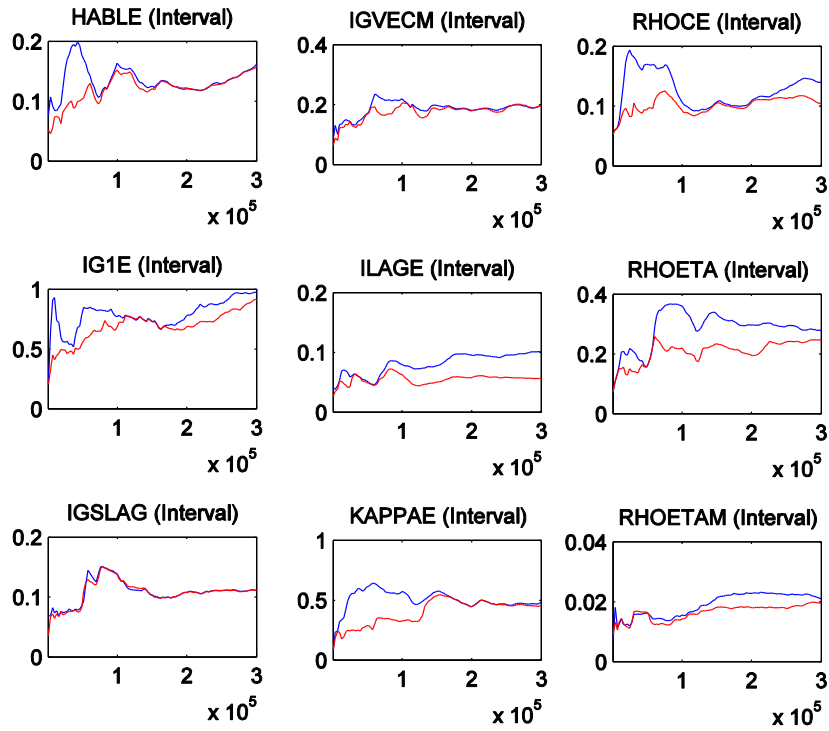 HABLE (Interval)
0.2
0.1
0
1 2 3
x 10^5
IGVECM (Interval)
0.4
0.2
0
1 2 3
x 10^5
RHOCE (Interval)
0.2
0.1
0
1 2 3
x 10^5
IG1E (Interval)
1
0.5
0
1 2 3
x 10^5
ILAGE (Interval)
0.2
0.1
0
1 2 3
x 10^5
RHOETA (Interval)
0.4
0.2
0
1 2 3
x 10^5
IGSLAG (Interval)
0.2
0.1
0
1 2 3
x 10^5
KAPPAE (Interval)
1
0.5
0
1 2 3
x 10^5
RHOETAM (Interval)
0.04
0.02
0
1 2 3
x 10^5